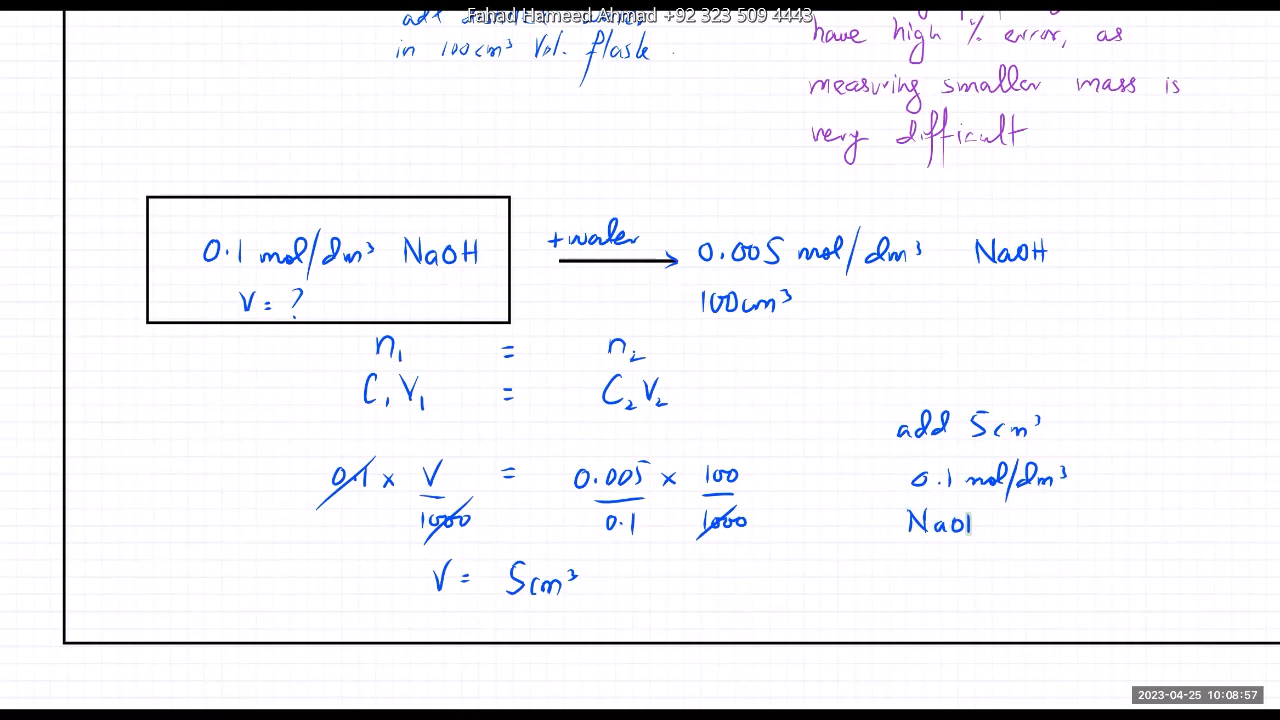 Fahad Hameed Ahmad +92 323 509 4443
in 100cm³ Vol. flask.
have high % error, as
measuring smaller mass is
very difficult
0.1 mol/dm³ NaOH
V = ?
+water
0.005 mol/dm³ NaOH
100cm³
n₁ = n₂
C₁V₁ = C₂V₂
0.1 × V/1000 = 0.005/0.1 × 100/1000
V = 5cm³
add 5cm³
0.1 mol/dm³
NaOl
2023-04-25 10:08:57